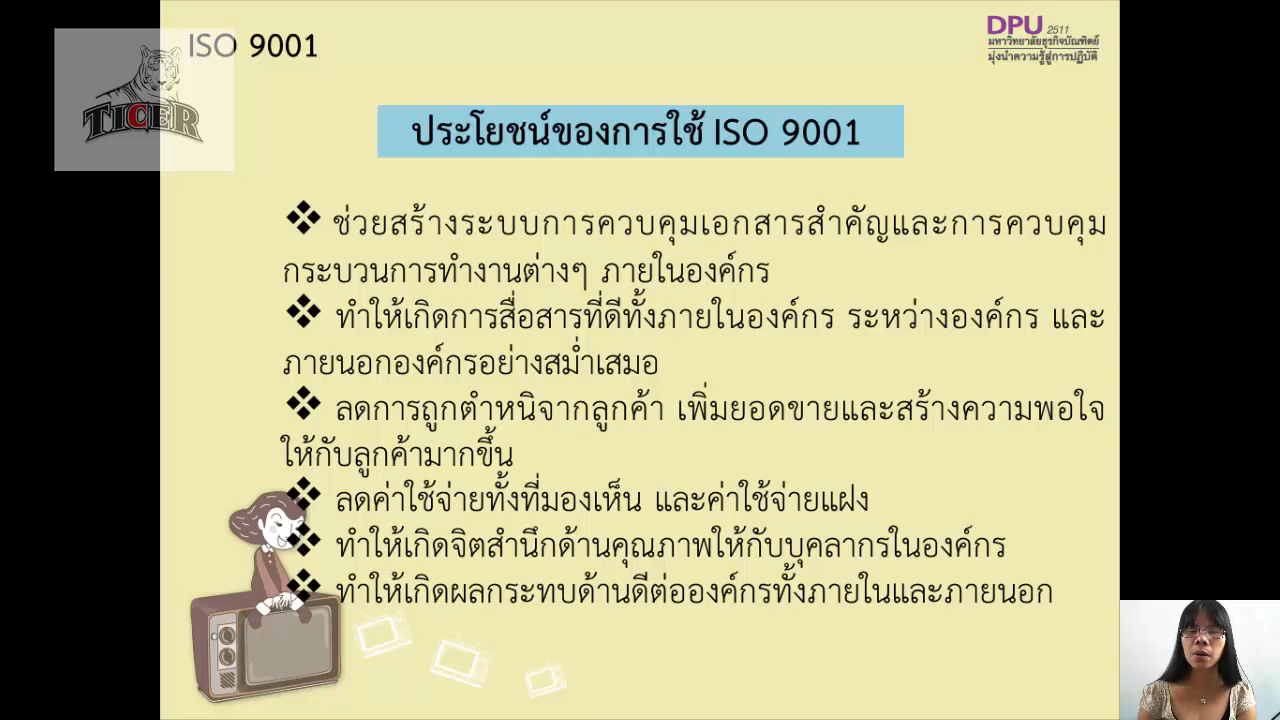 ISO 9001
TIGER
DPU 2511
มหาวิทยาลัยธุรกิจบัณฑิตย์
มุ่งนำความรู้สู่การปฏิบัติ
ประโยชน์ของการใช้ ISO 9001
❖ ช่วยสร้างระบบการควบคุมเอกสารสำคัญและการควบคุม
กระบวนการทำงานต่างๆ ภายในองค์กร
❖ ทำให้เกิดการสื่อสารที่ดีทั้งภายในองค์กร ระหว่างองค์กร และ
ภายนอกองค์กรอย่างสม่ำเสมอ
❖ ลดการถูกตำหนิจากลูกค้า เพิ่มยอดขายและสร้างความพอใจ
ให้กับลูกค้ามากขึ้น
❖ ลดค่าใช้จ่ายทั้งที่มองเห็น และค่าใช้จ่ายแฝง
❖ ทำให้เกิดจิตสำนึกด้านคุณภาพให้กับบุคลากรในองค์กร
❖ ทำให้เกิดผลกระทบด้านดีต่อองค์กรทั้งภายในและภายนอก